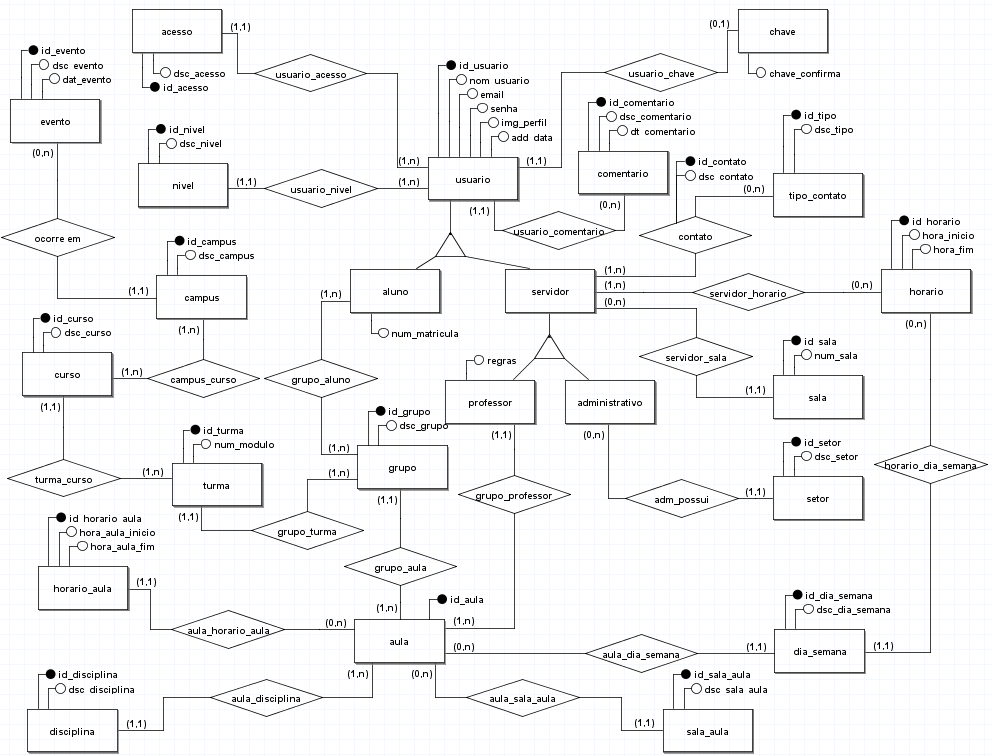 acesso
(1,1)
dsc_acesso
id_acesso
usuario_acesso
(0,1)
chave
chave_confirma
usuario_chave
id_evento
dsc_evento
dat_evento
evento
(0,n)
id_usuario
nom_usuario
email
senha
img_perfil
add_data
(1,n)
(1,1)
usuario
(1,n)
(1,1)
id_nivel
dsc_nivel
nivel
(1,1)
usuario_nivel
id_comentario
dsc_comentario
dt_comentario
comentario
(0,n)
usuario_comentario
id_contato
dsc_contato
contato
id_tipo
dsc_tipo
(0,n)
tipo_contato
ocorre em
id_campus
dsc_campus
(1,1)
campus
(1,n)
aluno
(1,n)
num_matricula
servidor
(1,n)
(1,n)
(0,n)
servidor_horario
id_horario
hora_inicio
hora_fim
(0,n)
horario
(0,n)
id_curso
dsc_curso
curso
(1,n)
(1,1)
campus_curso
grupo_aluno
regras
professor
(1,1)
administrativo
(0,n)
servidor_sala
id_sala
num_sala
(1,1)
sala
id_grupo
dsc_grupo
(1,n)
grupo
(1,n)
(1,1)
id_turma
num_modulo
turma_curso
(1,n)
turma
(1,1)
grupo_turma
grupo_professor
adm_possui
id_setor
dsc_setor
(1,1)
setor
horario_dia_semana
id_horario_aula
hora_aula_inicio
hora_aula_fim
horario_aula
(1,1)
grupo_aula
(1,n)
id_aula
aula_horario_aula
(0,n)
aula
(1,n)
(0,n)
(1,n)
(0,n)
aula_dia_semana
id_dia_semana
dsc_dia_semana
(1,1)
dia_semana
(1,1)
id_disciplina
dsc_disciplina
disciplina
(1,1)
aula_disciplina
aula_sala_aula
id_sala_aula
dsc_sala_aula
(1,1)
sala_aula